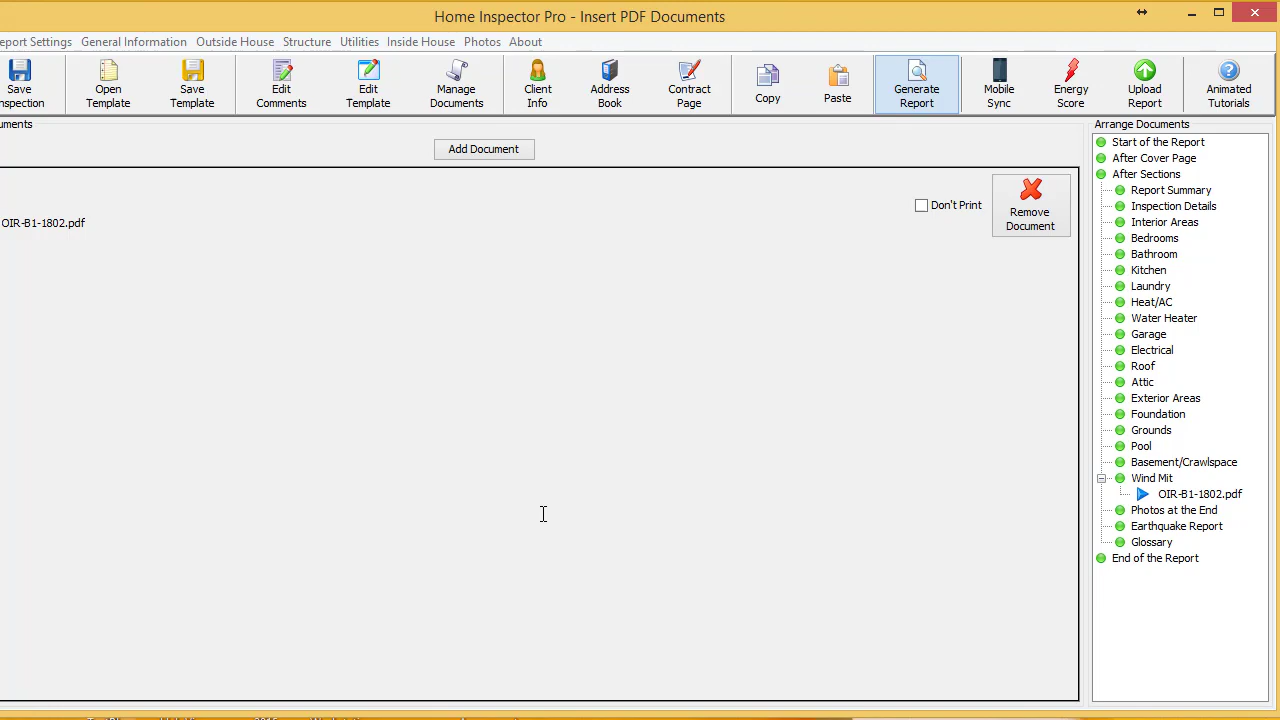 Home Inspector Pro - Insert PDF Documents
eport Settings General Information Outside House Structure Utilities Inside House Photos About
Save nspection
Open Template
Save Template
Edit Comments
Edit Template
Manage Documents
Client Info
Address Book
Contract Page
Copy
Paste
Generate Report
Mobile Sync
Energy Score
Upload Report
Animated Tutorials
uments
Add Document
OIR-B1-1802.pdf
Don't Print
Remove Document
Arrange Documents
Start of the Report
After Cover Page
After Sections
Report Summary
Inspection Details
Interior Areas
Bedrooms
Bathroom
Kitchen
Laundry
Heat/AC
Water Heater
Garage
Electrical
Roof
Attic
Exterior Areas
Foundation
Grounds
Pool
Basement/Crawlspace
Wind Mit
OIR-B1-1802.pdf
Photos at the End
Earthquake Report
Glossary
End of the Report